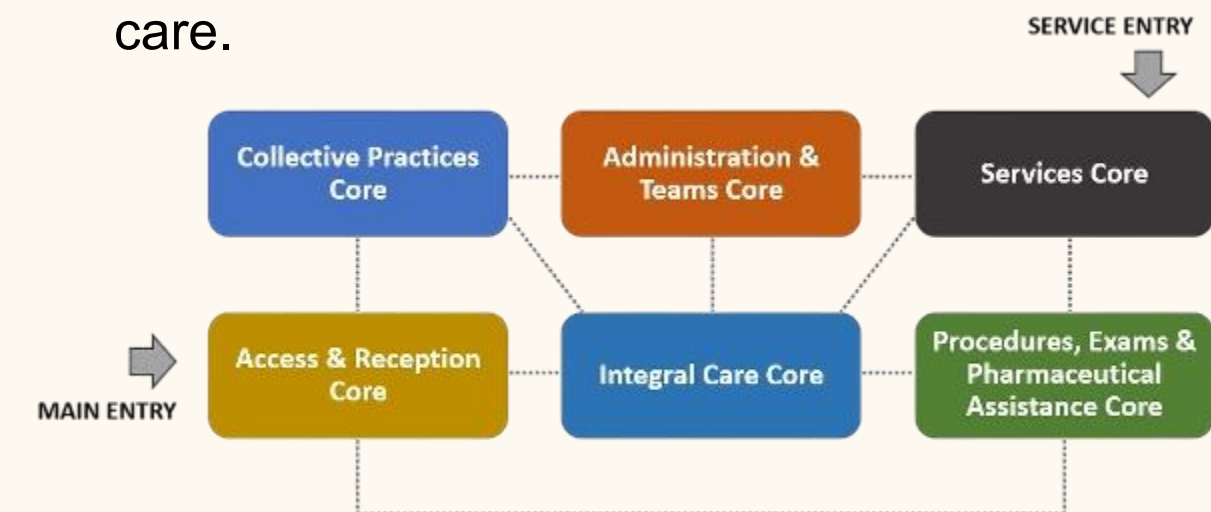 care.
SERVICE ENTRY
Collective Practices
Core
Administration &
Teams Core
Services Core
MAIN ENTRY
Access & Reception
Core
Integral Care Core
Procedures, Exams &
Pharmaceutical
Assistance Core